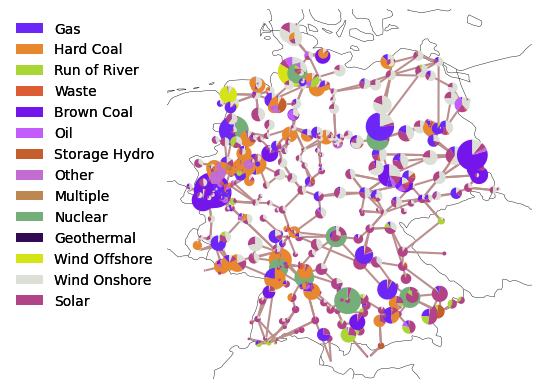 Gas
Hard Coal
Run of River
Waste
Brown Coal
Oil
Storage Hydro
Other
Multiple
Nuclear
Geothermal
Wind Offshore
Wind Onshore
Solar